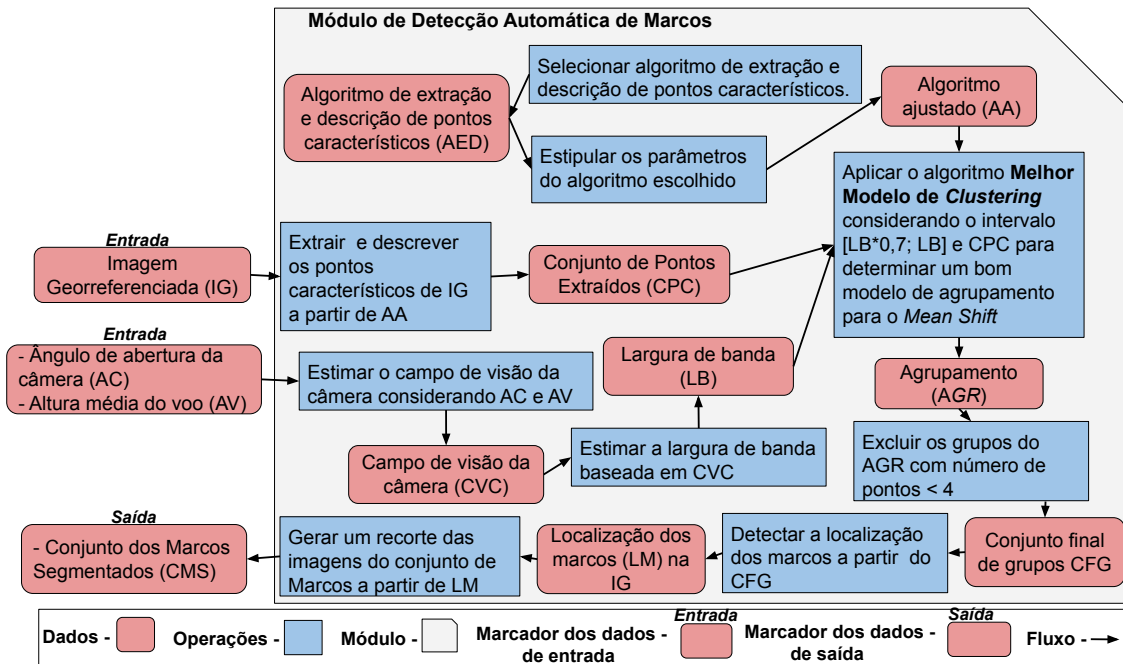 Módulo de Detecção Automática de Marcos
Selecionar algoritmo de extração e
descrição de pontos característicos.
Algoritmo de extração
e descrição de pontos
característicos (AED)
Algoritmo
ajustado (AA)
Estipular os parâmetros
do algoritmo escolhido
Aplicar o algoritmo Melhor
Modelo de Clustering
considerando o intervalo
[LB*0,7; LB] e CPC para
determinar um bom
modelo de agrupamento
para o Mean Shift
Entrada
Imagem
Georreferenciada (IG)
Extrair e descrever
os pontos
característicos de IG
a partir de AA
Conjunto de Pontos
Extraídos (CPC)
Entrada
- Ângulo de abertura da
câmera (AC)
- Altura média do voo (AV)
Estimar o campo de visão da
câmera considerando AC e AV
Largura de banda
(LB)
Agrupamento
(AGR)
Campo de visão da
câmera (CVC)
Estimar a largura de banda
baseada em CVC
Excluir os grupos do
AGR com número de
pontos < 4
Saída
- Conjunto dos Marcos
Segmentados (CMS)
Gerar um recorte das
imagens do conjunto de
Marcos a partir de LM
Localização dos
marcos (LM) na
IG
Detectar a localização
dos marcos a partir do
CFG
Conjunto final
de grupos CFG
Dados -
Operações -
Módulo -
Marcador dos dados -
de entrada
Entrada
Marcador dos dados -
de saída
Saída
Fluxo -